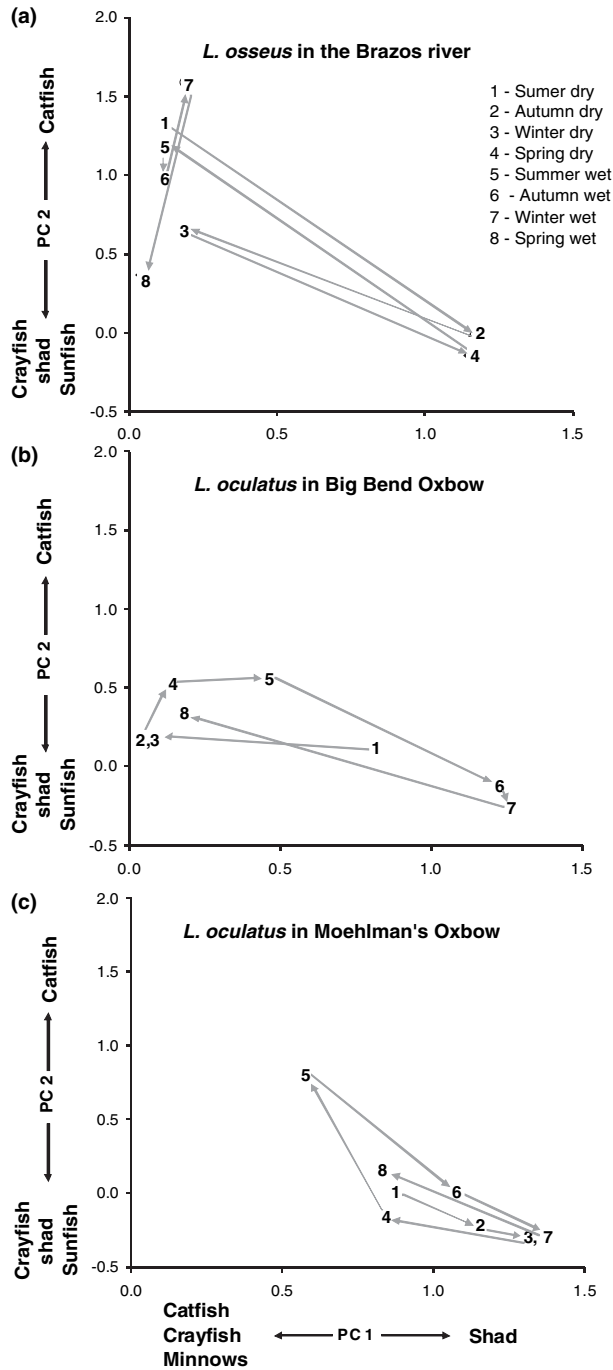 (a)
L. osseus in the Brazos river
2.0
1.5
1.0
0.5
0.0
-0.5
0.0
0.5
1.0
1.5
Catfish
PC 2
Crayfish
shad
Sunfish
1 - Sumer dry
2 - Autumn dry
3 - Winter dry
4 - Spring dry
5 - Summer wet
6 - Autumn wet
7 - Winter wet
8 - Spring wet
7
1
5
6
3
8
2
4
(b)
L. oculatus in Big Bend Oxbow
2.0
1.5
1.0
0.5
0.0
-0.5
0.0
0.5
1.0
1.5
Catfish
PC 2
Crayfish
shad
Sunfish
4
5
8
2,3
1
6
7
(c)
L. oculatus in Moehlman's Oxbow
2.0
1.5
1.0
0.5
0.0
-0.5
0.0
0.5
1.0
1.5
Catfish
PC 2
Crayfish
shad
Sunfish
5
8
1
6
4
2
3, 7
Catfish
Crayfish
Minnows
PC 1
Shad